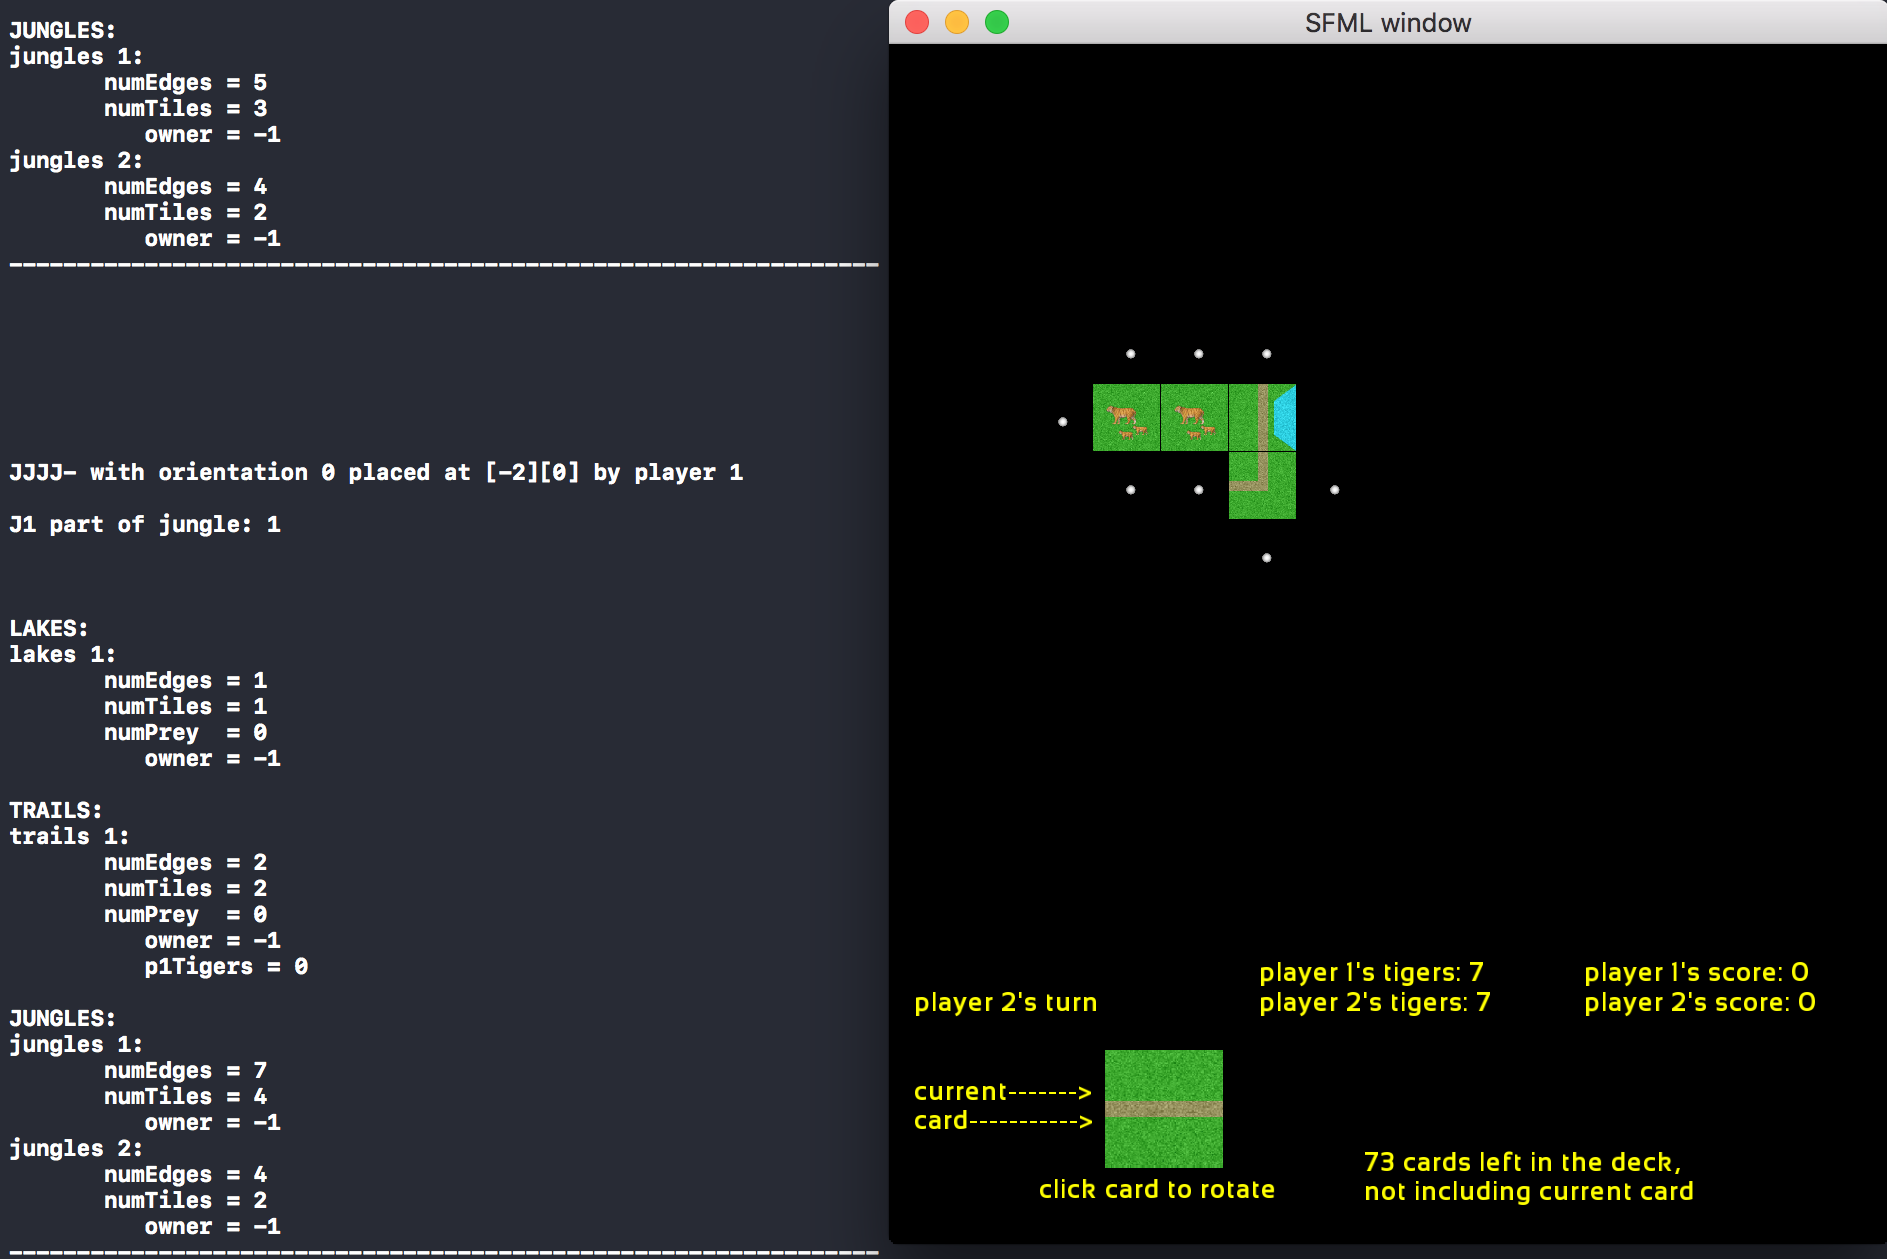 JUNGLES:
jungles 1:
numEdges = 5
numTiles = 3
owner = -1
jungles 2:
numEdges = 4
numTiles = 2
owner = -1
----------------------------------------------------------------
JJJJ- with orientation 0 placed at [-2][0] by player 1
J1 part of jungle: 1
LAKES:
lakes 1:
numEdges = 1
numTiles = 1
numPrey  = 0
owner = -1
TRAILS:
trails 1:
numEdges = 2
numTiles = 2
numPrey  = 0
owner = -1
p1Tigers = 0
JUNGLES:
jungles 1:
numEdges = 7
numTiles = 4
owner = -1
jungles 2:
numEdges = 4
numTiles = 2
owner = -1
----------------------------------------------------------------
SFML window
player 1's tigers: 7
player 1's score: 0
player 2's turn
player 2's tigers: 7
player 2's score: 0
current------->
card----------->
click card to rotate
73 cards left in the deck,
not including current card